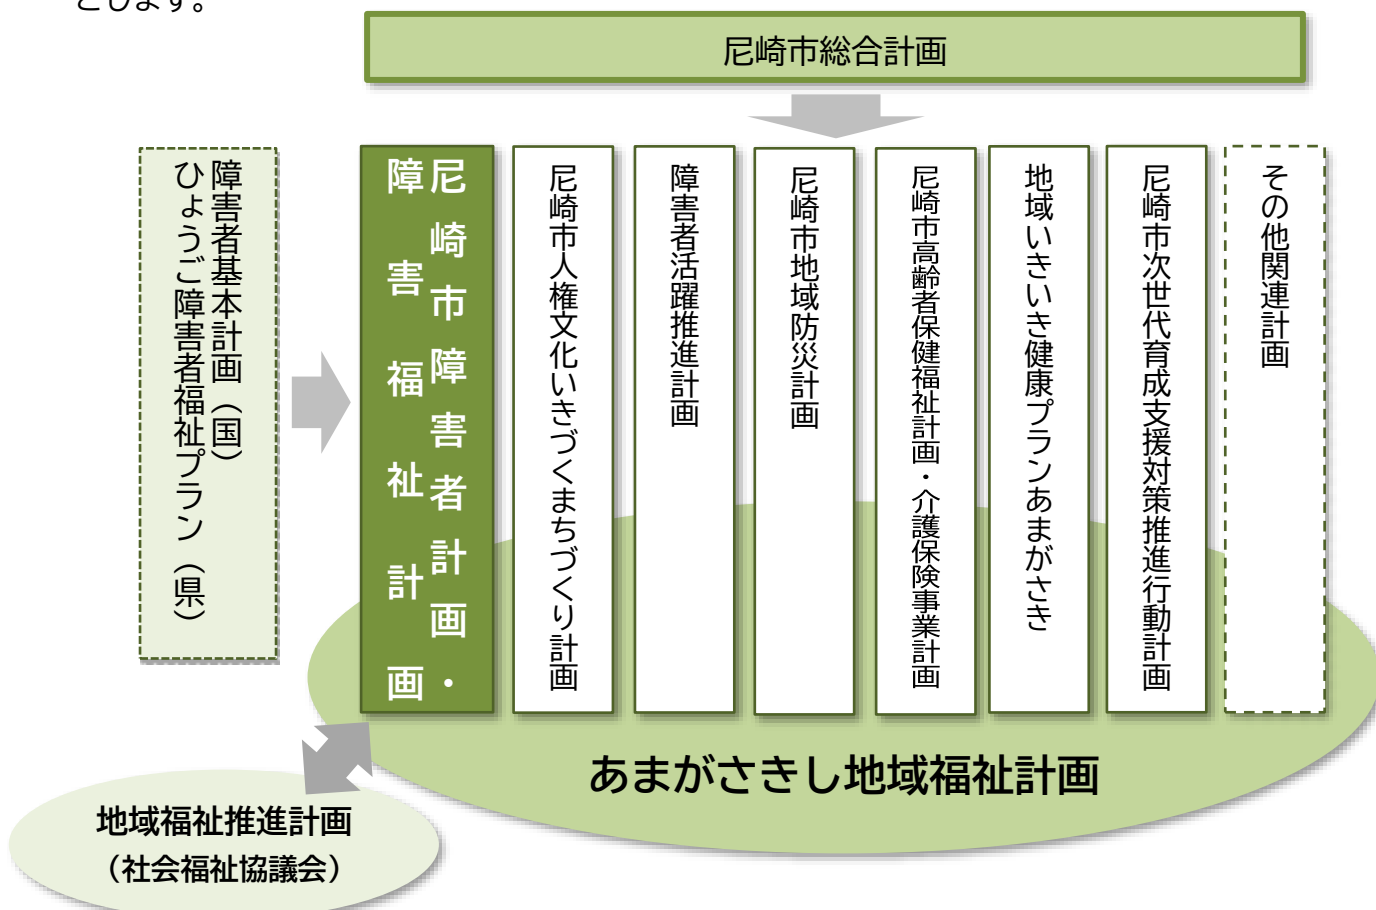 とします。
尼崎市総合計画
障害者基本計画（国）
ひょうご障害者福祉プラン（県）
尼崎市障害者計画・
障害福祉計画
尼崎市人権文化いきづくまちづくり計画
障害者活躍推進計画
尼崎市地域防災計画
尼崎市高齢者保健福祉計画・介護保険事業計画
地域いきいき健康プランあまがさき
尼崎市次世代育成支援対策推進行動計画
その他関連計画
あまがさきし地域福祉計画
地域福祉推進計画
（社会福祉協議会）